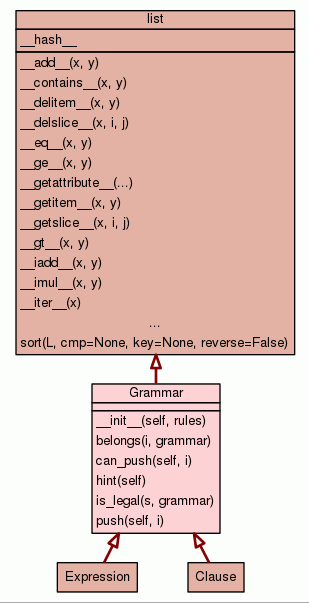 list
__hash__
__add__(x, y)
__contains__(x, y)
__delitem__(x, y)
__delslice__(x, i, j)
__eq__(x, y)
__ge__(x, y)
__getattribute__(...)
__getitem__(x, y)
__getslice__(x, i, j)
__gt__(x, y)
__iadd__(x, y)
__imul__(x, y)
__iter__(x)
...
sort(L, cmp=None, key=None, reverse=False)
Grammar
__init__(self, rules)
belongs(i, grammar)
can_push(self, i)
hint(self)
is_legal(s, grammar)
push(self, i)
Expression
Clause